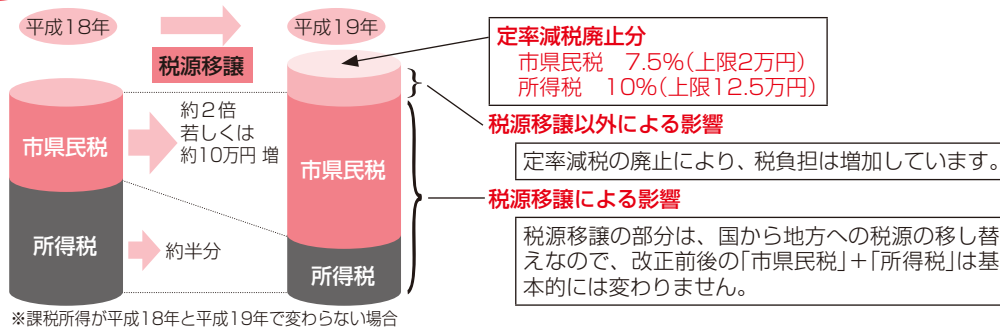 平成18年
平成19年
税源移譲
定率減税廃止分
市県民税 7.5%(上限2万円)
所得税 10%(上限12.5万円)
約2倍
若しくは
約10万円 増
市県民税
市県民税
税源移譲以外による影響
定率減税の廃止により、税負担は増加しています。
税源移譲による影響
税源移譲の部分は、国から地方への税源の移し替
えなので、改正前後の「市県民税」+「所得税」は基
本的には変わりません。
所得税
約半分
所得税
※課税所得が平成18年と平成19年で変わらない場合